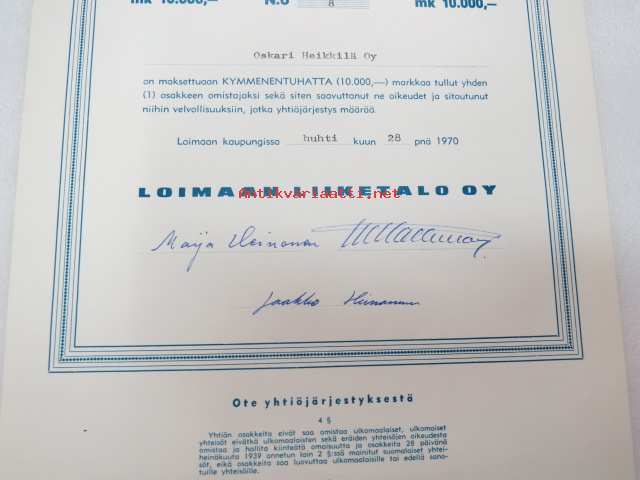 mk 10.000,— N:o 8 mk 10.000,—
Oskari Heikkilä Oy
on maksettuaan KYMMENENTUHATTA (10.000,—) markkaa tullut yhden
(1) osakkeen omistajaksi sekä siten saavuttanut ne oikeudet ja sitoutunut
niihin velvollisuuksiin, jotka yhtiöjärjestys määrää.
Loimaan kaupungissa huhti kuun 28 pnä 1970
LOIMAAN LIIKETALO OY
Antikvariaatti.net
Maija Heinonen
Jaakko Heinonen
Ote yhtiöjärjestyksestä
4 §
Yhtiön osakkeita eivät saa omistaa ulkomaalaiset, ulkomaiset
yhteisöt eivätkä ulkomaalaisten sekä eräiden yhteisöjen oikeudesta
omistaa ja hallita kiinteätä omaisuutta ja osakkeita 28 päivänä
heinäkuuta 1939 annetun lain 2 §:ssä mainitut suomalaiset yhtei-
söt, eikä osakkeita saa luovuttaa ulkomaalaisille tai edellä sano-
tuille yhteisöille.